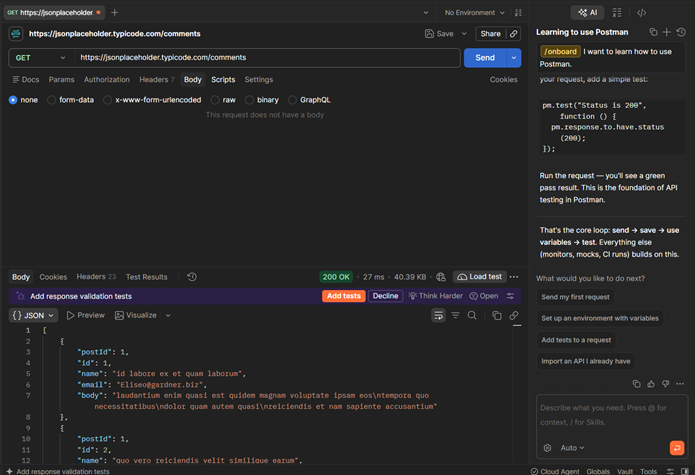 GET https://jsonplaceholder.
No Environment
AI
https://jsonplaceholder.typicode.com/comments
Save
Share
Learning to use Postman
GET
https://jsonplaceholder.typicode.com/comments
Send
/onboard I want to learn how to use Postman.
Docs
Params
Authorization
Headers 7
Body
Scripts
Settings
Cookies
none
form-data
x-www-form-urlencoded
raw
binary
GraphQL
This request does not have a body
your request, add a simple test:
pm.test("Status is 200",
function () {
pm.response.to.have.status
(200);
});
Run the request — you'll see a green
pass result. This is the foundation of API
testing in Postman.
That's the core loop: send → save → use
variables → test. Everything else
(monitors, mocks, CI runs) builds on this.
What would you like to do next?
Send my first request
Set up an environment with variables
Add tests to a request
Import an API I already have
Describe what you need. Press @ for
context, / for Skills.
Auto
Body
Cookies
Headers 23
Test Results
200 OK
27 ms
40.39 KB
Load test
Add response validation tests
Add tests
Decline
Think Harder
Open
{} JSON
Preview
Visualize
1 [
2 {
3 "postId": 1,
4 "id": 1,
5 "name": "id labore ex et quam laborum",
6 "email": "Eliseo@gardner.biz",
7 "body": "laudantium enim quasi est quidem magnam voluptate ipsam eos\ntempora quo
necessitatibus\ndolor quam autem quasi\nreiciendis et nam sapiente accusantium"
8 },
9 {
10 "postId": 1,
11 "id": 2,
12 "name": "quo vero reiciendis velit similique earum",
Add response validation tests
Cloud Agent
Globals
Vault
Tools